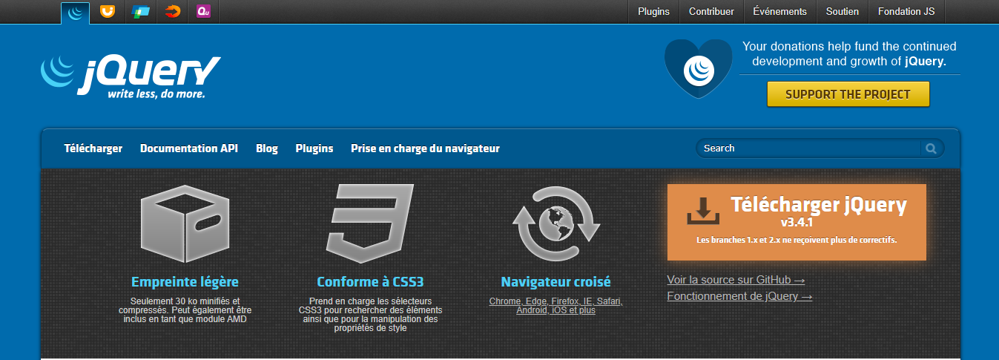 Qu
Plugins
Contribuer
Événements
Soutien
Fondation JS
jQuery
write less, do more.
Your donations help fund the continued
development and growth of jQuery.
SUPPORT THE PROJECT
Télécharger
Documentation API
Blog
Plugins
Prise en charge du navigateur
Search
Empreinte légère
Seulement 30 ko minifiés et
compressés. Peut également être
inclus en tant que module AMD
Conforme à CSS3
Prend en charge les sélecteurs
CSS3 pour rechercher des éléments
ainsi que pour la manipulation des
propriétés de style
Navigateur croisé
Chrome, Edge, Firefox, IE, Safari,
Android, iOS et plus
Télécharger jQuery
v3.4.1
Les branches 1.x et 2.x ne reçoivent plus de correctifs.
Voir la source sur GitHub →
Fonctionnement de jQuery →